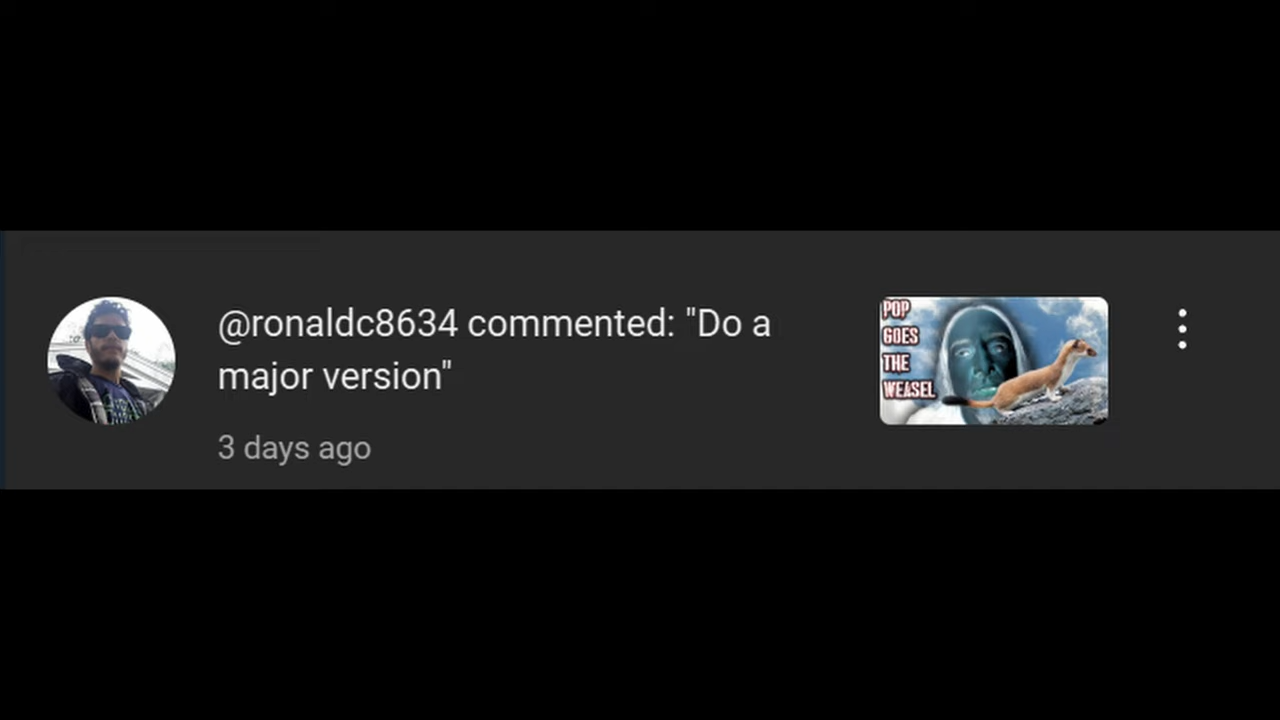 @ronaldc8634 commented: "Do a
major version"
3 days ago
POP
GOES
THE
WEASEL